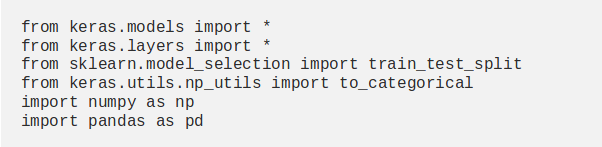 from keras.models import *
from keras.layers import *
from sklearn.model_selection import train_test_split
from keras.utils.np_utils import to_categorical
import numpy as np
import pandas as pd